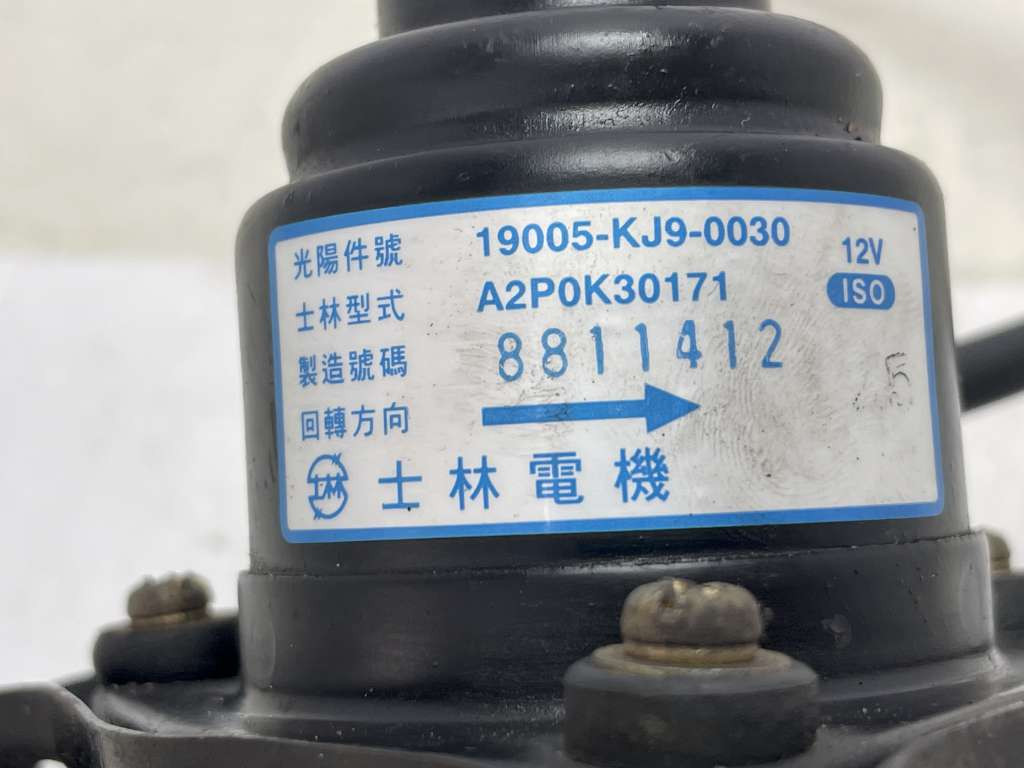 光陽件號 19005-KJ9-0030 12V
士林型式 A2P0K30171 ISO
製造號碼 8811412
回轉方向
士林電機